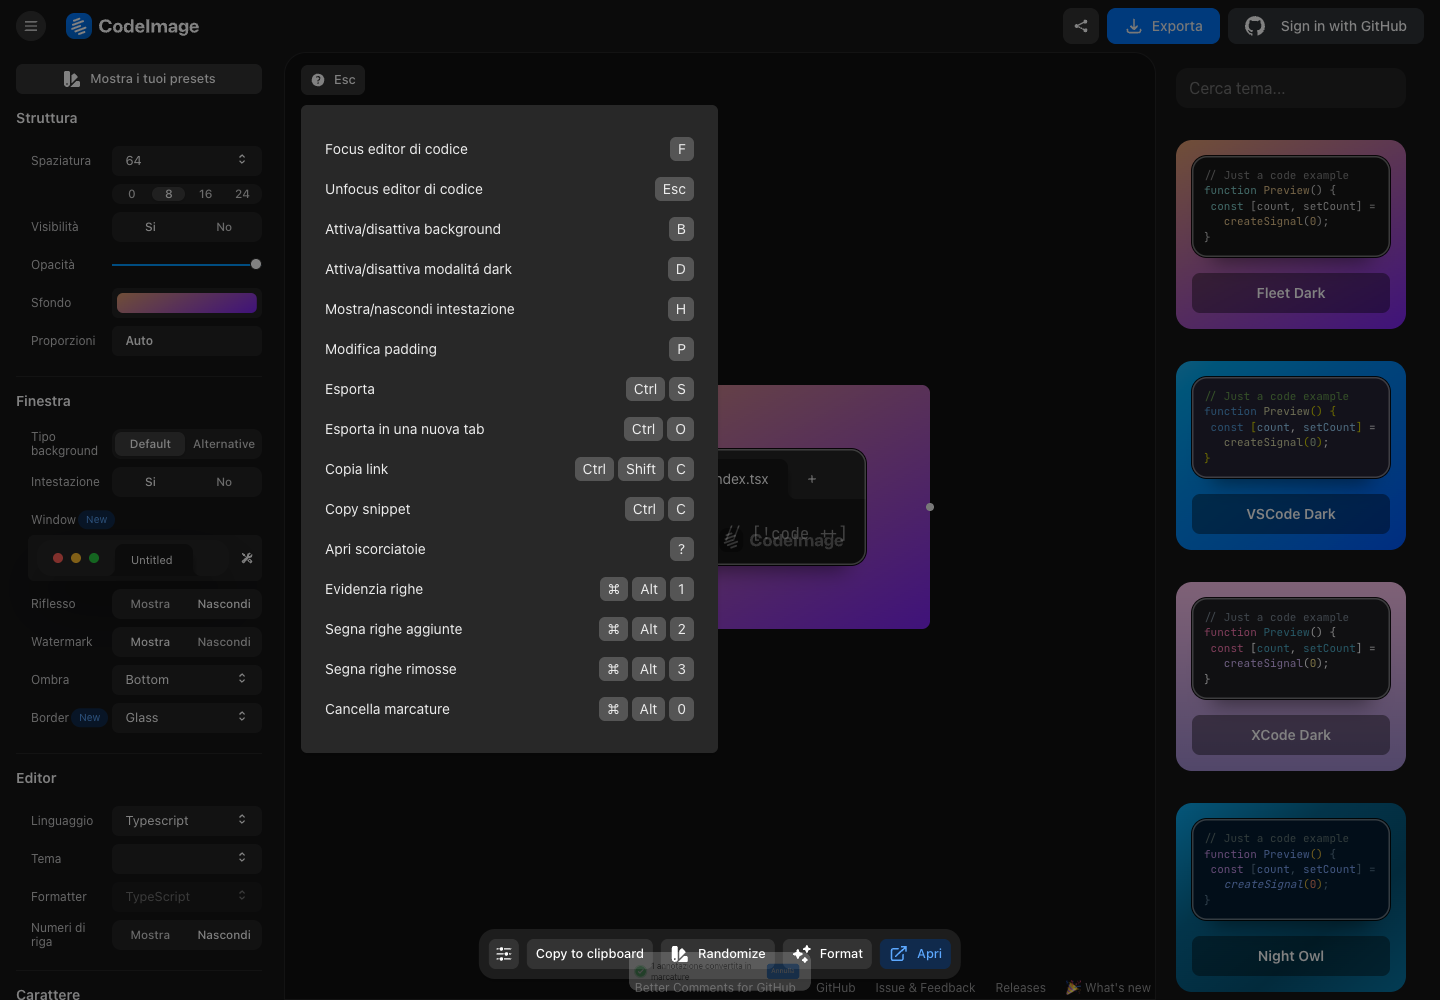 CodeImage
Exporta
Sign in with GitHub
Mostra i tuoi presets
Struttura
Spaziatura
64
0 8 16 24
Visibilità
Si No
Opacità
Sfondo
Proporzioni
Auto
Finestra
Tipo background
Default Alternative
Intestazione
Si No
Window New
Untitled
Riflesso
Mostra Nascondi
Watermark
Mostra Nascondi
Ombra
Bottom
Border New
Glass
Editor
Linguaggio
Typescript
Tema
Formatter
TypeScript
Numeri di riga
Mostra Nascondi
Carattere
? Esc
Focus editor di codice F
Unfocus editor di codice Esc
Attiva/disattiva background B
Attiva/disattiva modalitá dark D
Mostra/nascondi intestazione H
Modifica padding P
Esporta Ctrl S
Esporta in una nuova tab Ctrl O
Copia link Ctrl Shift C
Copy snippet Ctrl C
Apri scorciatoie ?
Evidenzia righe ⌘ Alt 1
Segna righe aggiunte ⌘ Alt 2
Segna righe rimosse ⌘ Alt 3
Cancella marcature ⌘ Alt 0
ndex.tsx +
// [!code ++]
CodeImage
Copy to clipboard
Randomize
Format
Apri
annotazione convertita in
marcature
Annulla
Better Comments for GitHub
GitHub
Issue & Feedback
Releases
🎉 What's new
Cerca tema...
// Just a code example
function Preview() {
const [count, setCount] =
createSignal(0);
}
Fleet Dark
// Just a code example
function Preview() {
const [count, setCount] =
createSignal(0);
}
VSCode Dark
// Just a code example
function Preview() {
const [count, setCount] =
createSignal(0);
}
XCode Dark
// Just a code example
function Preview() {
const [count, setCount] =
createSignal(0);
}
Night Owl